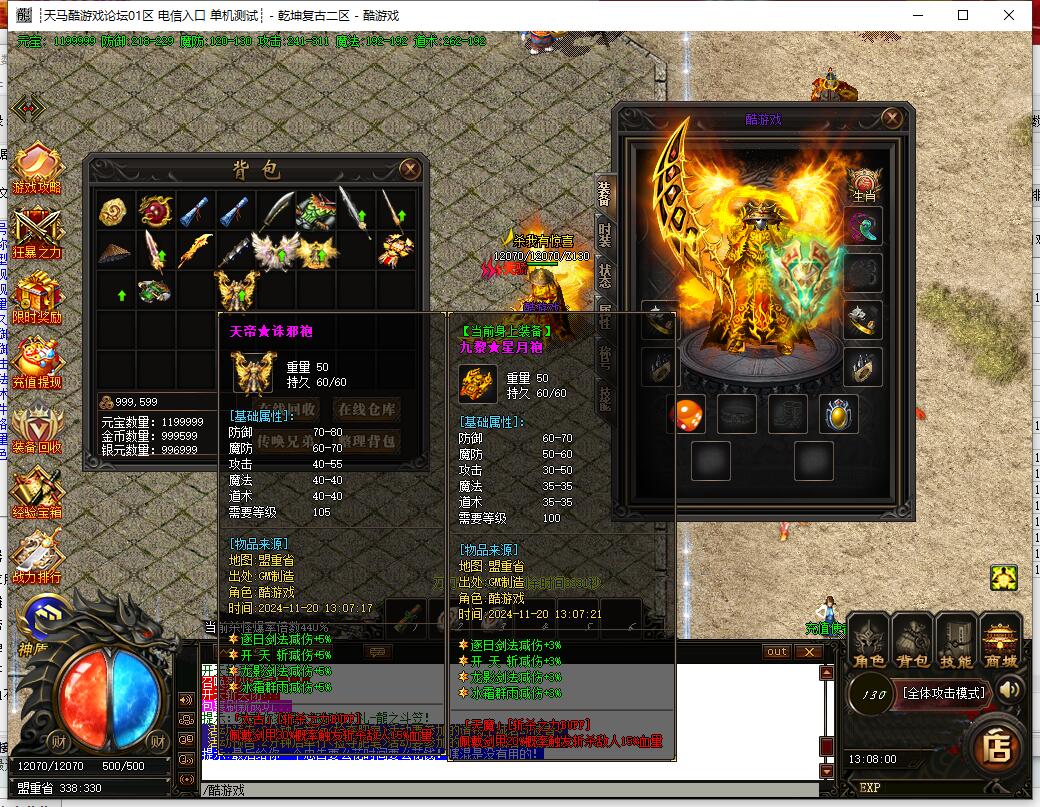 天马酷游戏论坛01区 电信入口 单机测试 - 乾坤复古二区 - 酷游戏
元宝: 1199999 防御:218-229 魔防:120-130 攻击:241-311 魔法:192-192 道术:262-192
游戏攻略
狂暴之力
限时奖励
充值提现
装备回收
经验宝箱
战力排行
神盾
背包
999,599
元宝数量: 1199999
金币数量: 999599
银元数量: 996999
在线仓库
天帝★诛邪袍
重量 50
持久 60/60
[基础属性]:
防御 70-80
魔防 60-70
攻击 40-55
魔法 40-40
道术 40-40
需要等级 105
[物品来源]
地图:盟重省
出处:GM制造
角色:酷游戏
时间:2024-11-20 13:07:17
逐日剑法减伤+5%
开 天 斩减伤+5%
龙影剑法减伤+5%
冰霜群雨减伤+5%
【当前身上装备】
九黎★星月袍
重量 50
持久 60/60
[基础属性]:
防御 60-70
魔防 50-60
攻击 30-50
魔法 35-35
道术 35-35
需要等级 100
[物品来源]
地图:盟重省
出处:GM制造
角色:酷游戏
时间:2024-11-20 13:07:21
逐日剑法减伤+3%
开 天 斩减伤+3%
龙影剑法减伤+3%
冰霜群雨减伤+3%
杀我有惊喜
12070/12070/Z130
酷游戏
装备
时装
状态
属性
称号
技能
生肖
out
角色
背包
技能
商城
130
[全体攻击模式]
店
13:08:00
EXP
财
财
12070/12070
500/500
盟重省 338:330
/酷游戏